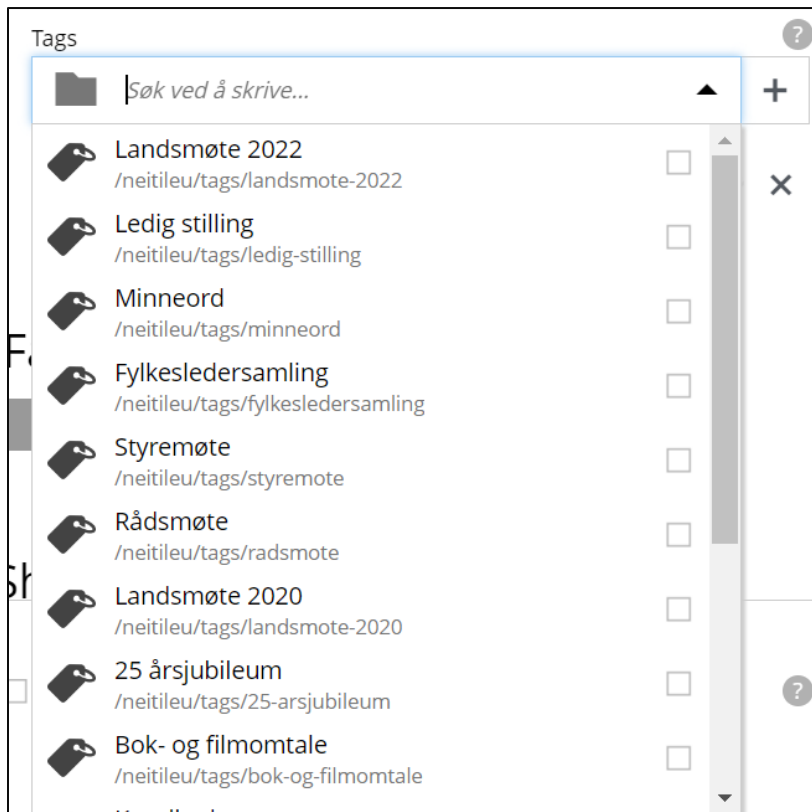 Tags
Søk ved å skrive...
Landsmøte 2022
/neitileu/tags/landsmote-2022
Ledig stilling
/neitileu/tags/ledig-stilling
Minneord
/neitileu/tags/minneord
Fylkesledersamling
/neitileu/tags/fylkesledersamling
Styremøte
/neitileu/tags/styremote
Rådsmøte
/neitileu/tags/radsmote
Landsmøte 2020
/neitileu/tags/landsmote-2020
25 årsjubileum
/neitileu/tags/25-arsjubileum
Bok- og filmomtale
/neitileu/tags/bok-og-filmomtale